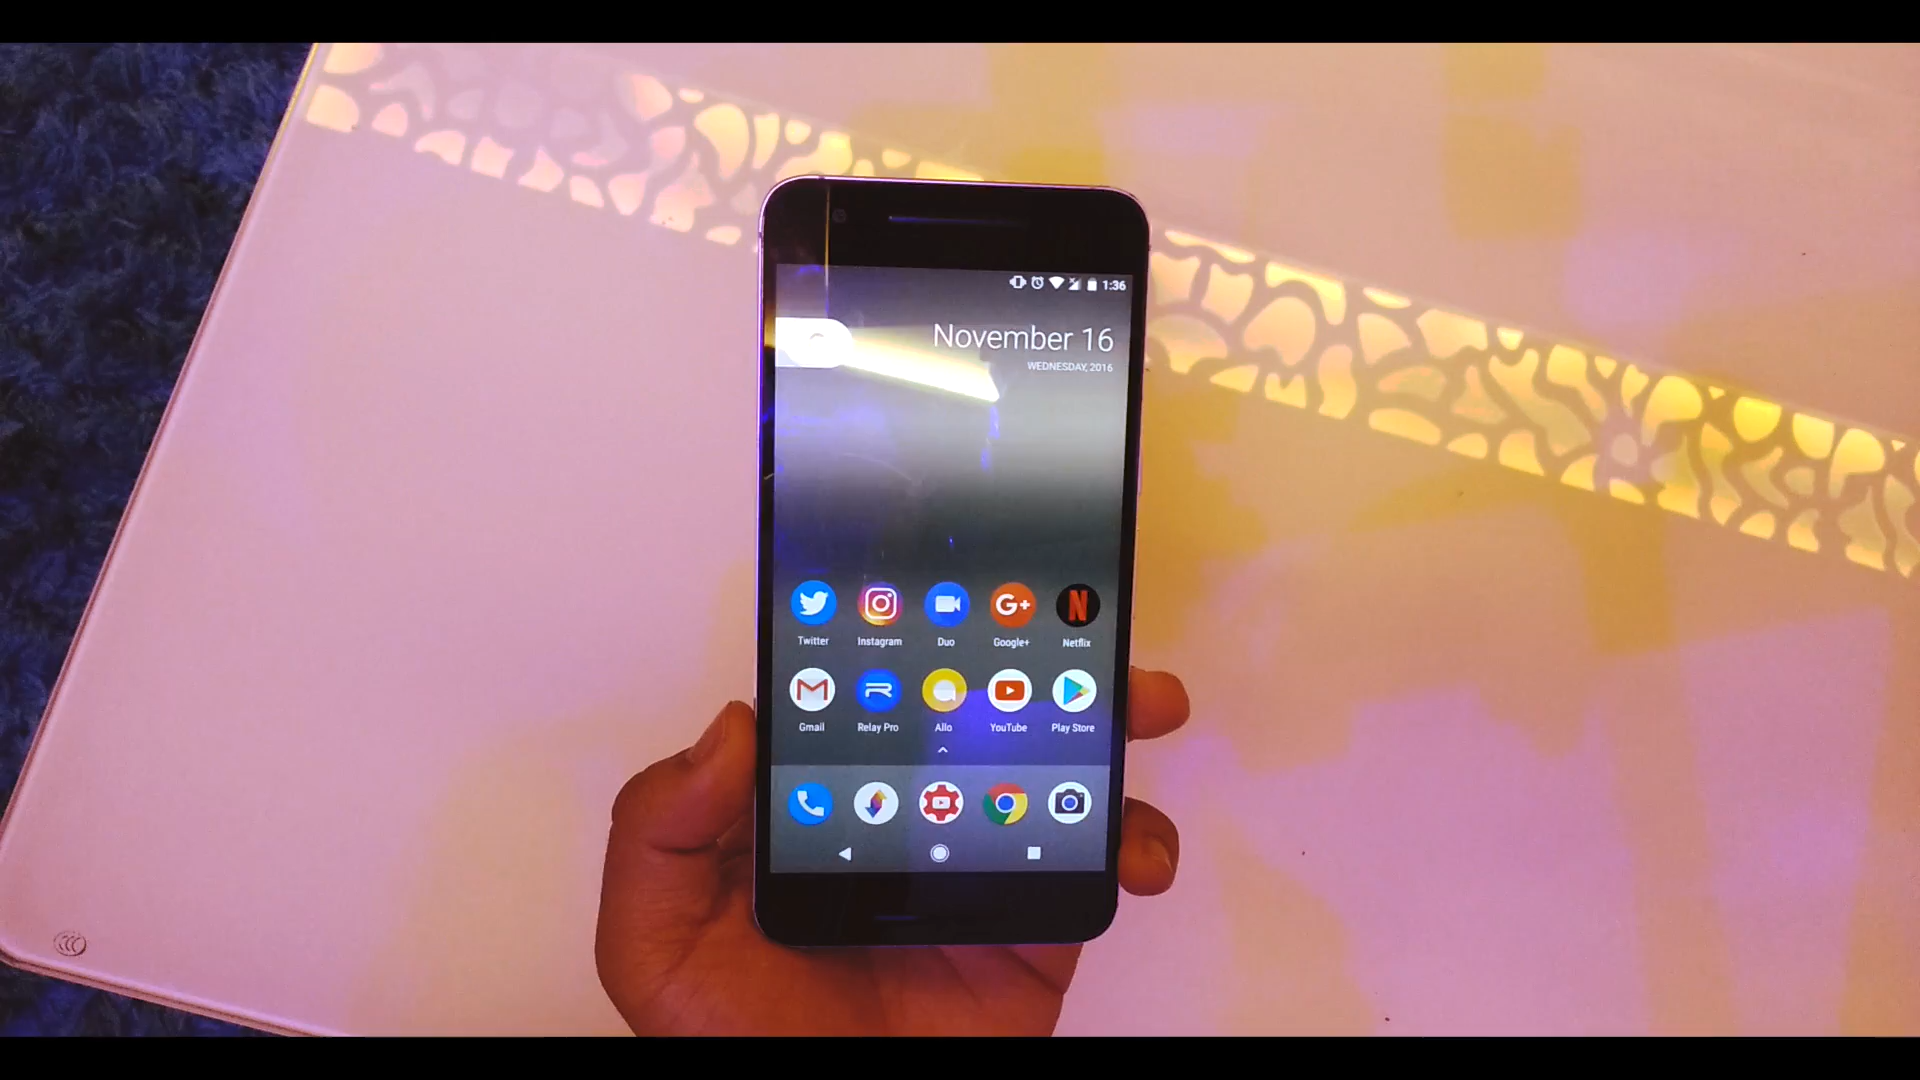 1:36
November 16
WEDNESDAY, 2016
G+
N
Twitter Instagram Duo Google+ Netflix
M
Gmail Relay Pro Allo YouTube Play Store